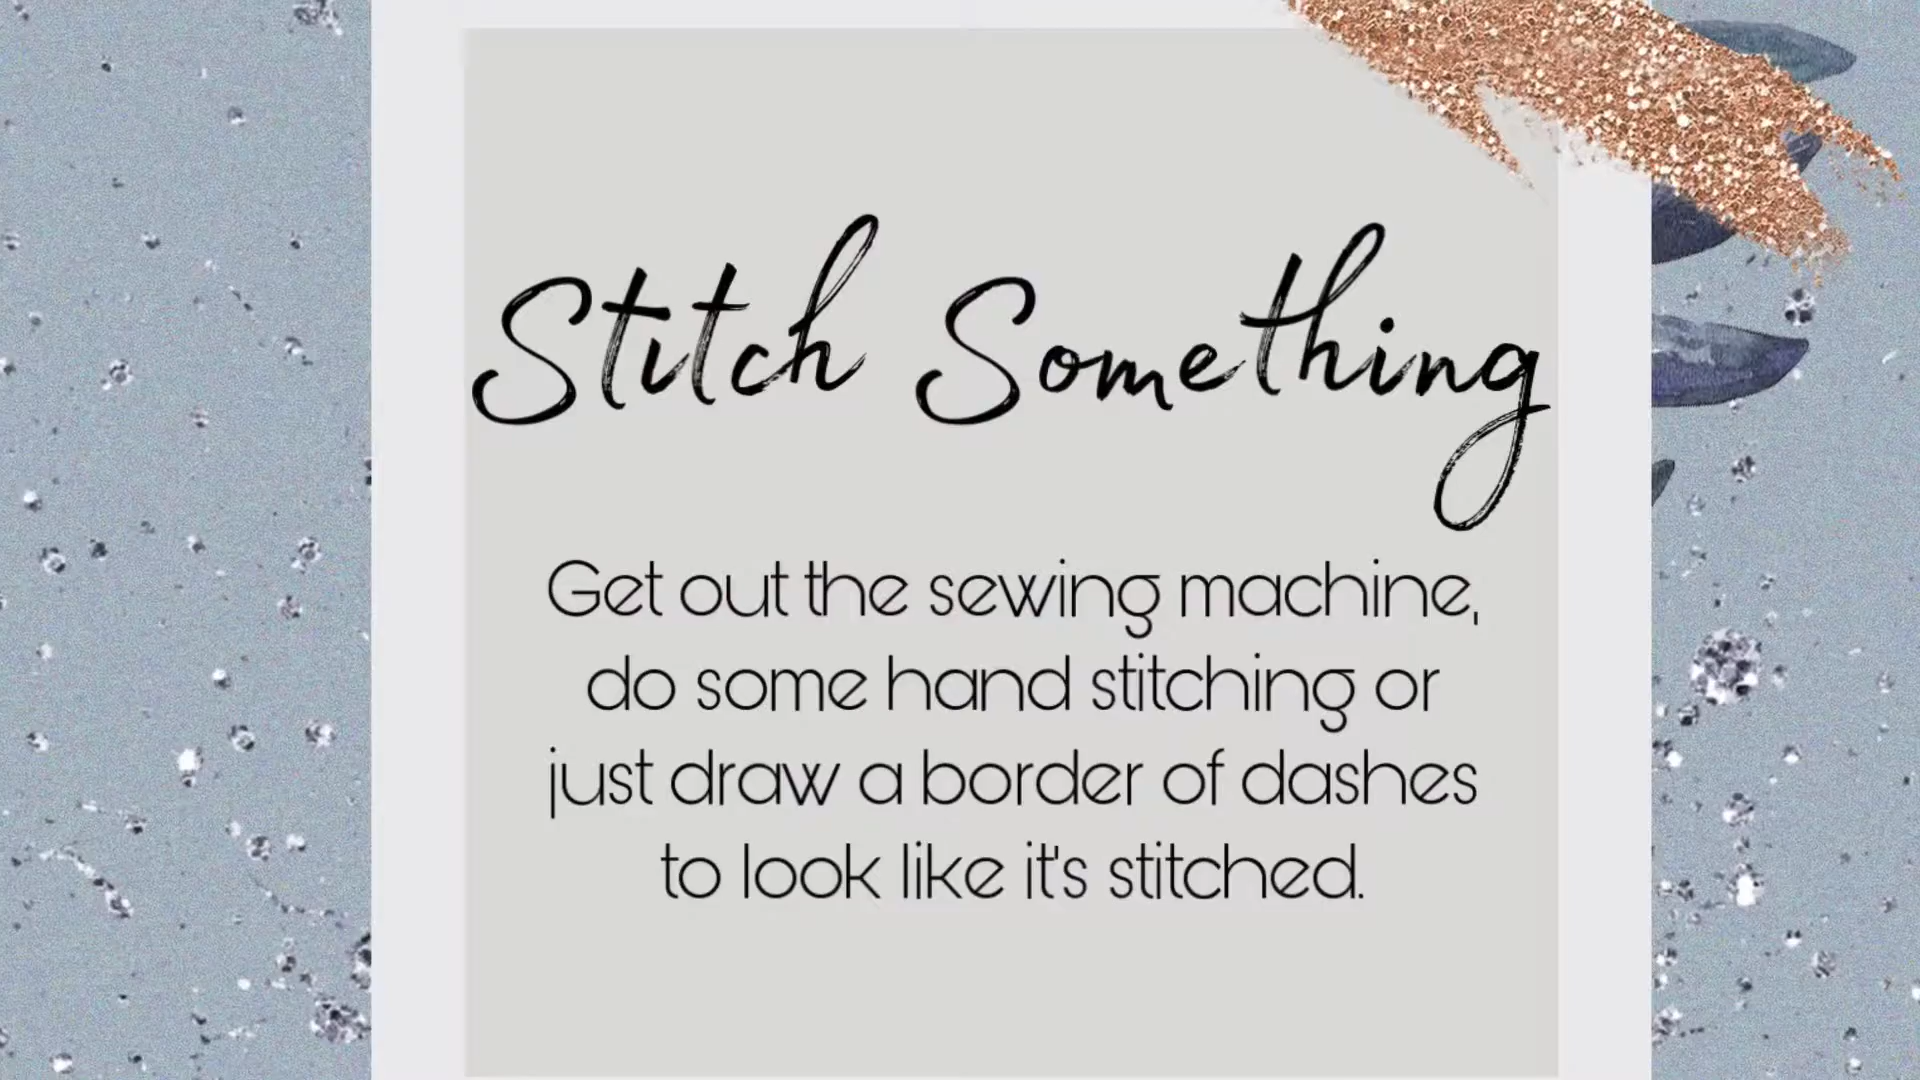 Stitch Something
Get out the sewing machine,
do some hand stitching or
just draw a border of dashes
to look like it's stitched.